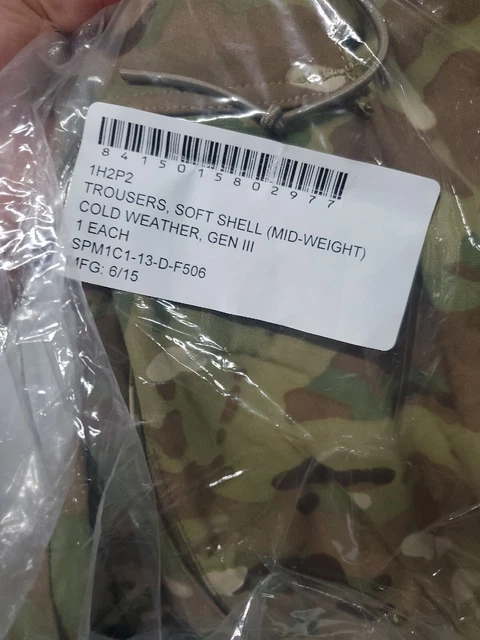 8415015802977
1H2P2
TROUSERS, SOFT SHELL (MID-WEIGHT)
COLD WEATHER, GEN III
1 EACH
SPM1C1-13-D-F506
MFG: 6/15